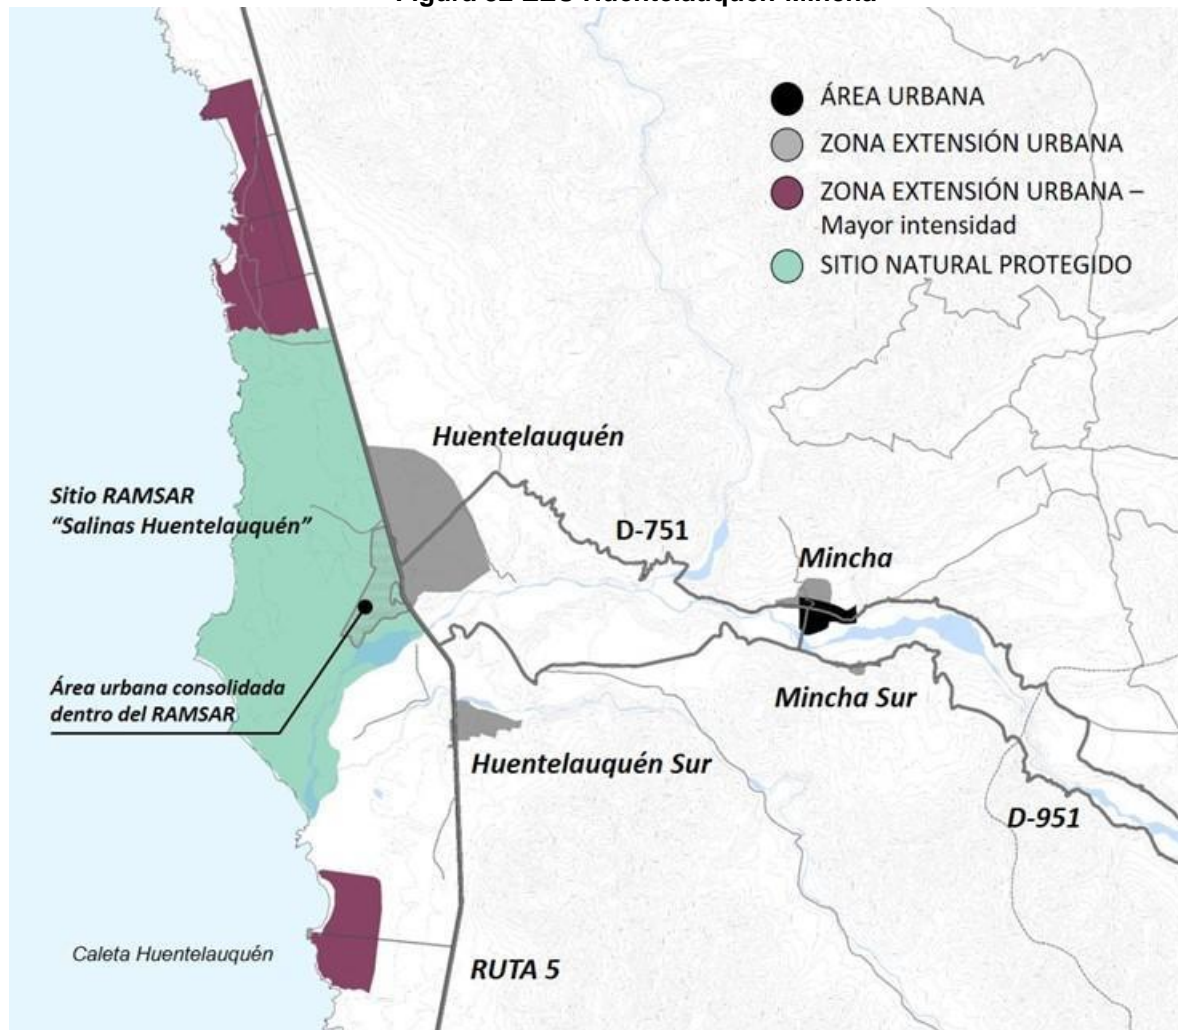 ÁREA URBANA
ZONA EXTENSIÓN URBANA
ZONA EXTENSIÓN URBANA –
Mayor intensidad
SITIO NATURAL PROTEGIDO
Huentelauquén
Sitio RAMSAR
“Salinas Huentelauquén”
D-751
Mincha
Área urbana consolidada
dentro del RAMSAR
Mincha Sur
Huentelauquén Sur
D-951
Caleta Huentelauquén
RUTA 5